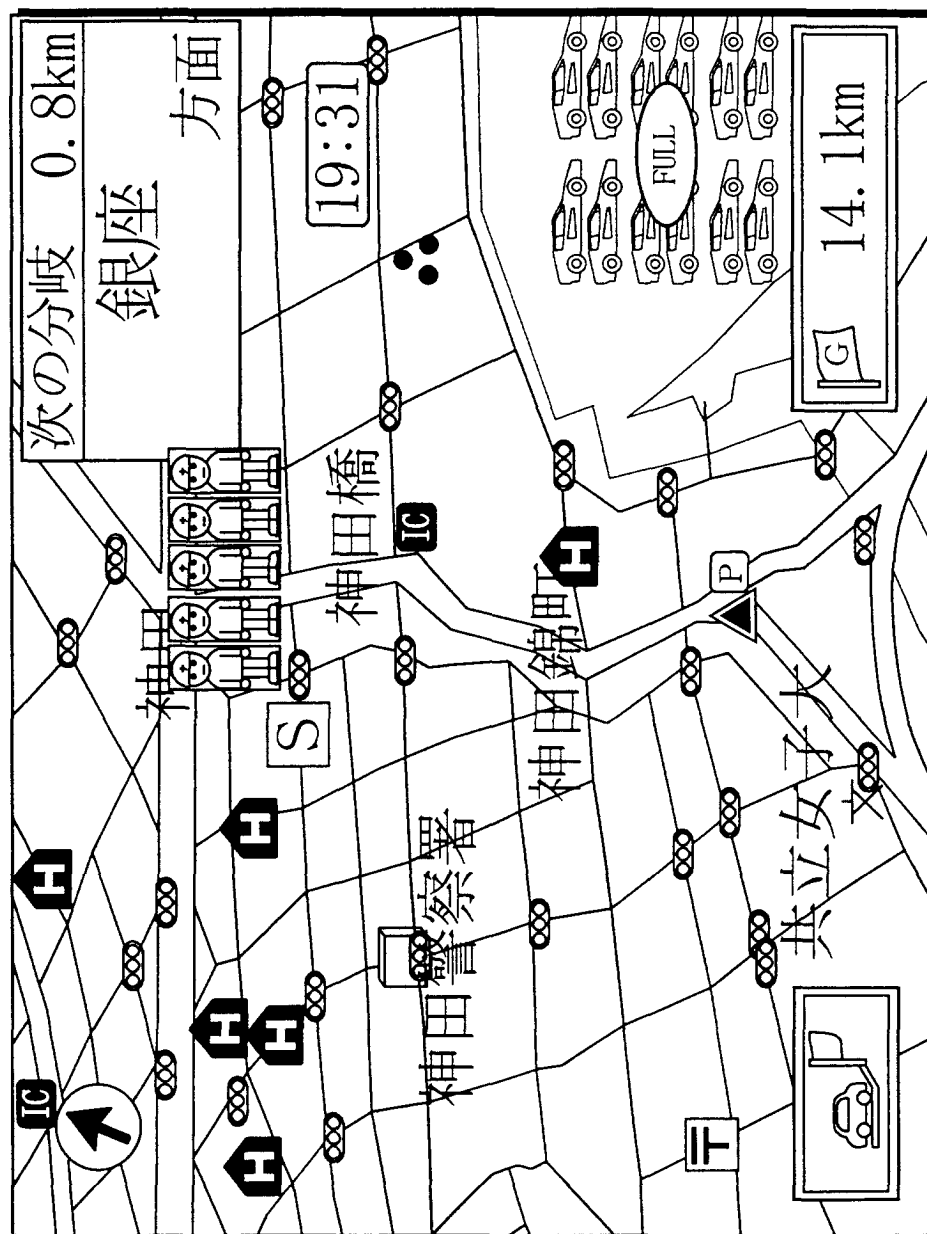 IC
H
次の分岐 0.8km
銀座
方面
神田
H
H
H
H
S
19:31
神田橋
IC
神田警察署
神田錦町
H
FULL
〒
P
共立女子大
文
G 14.1km